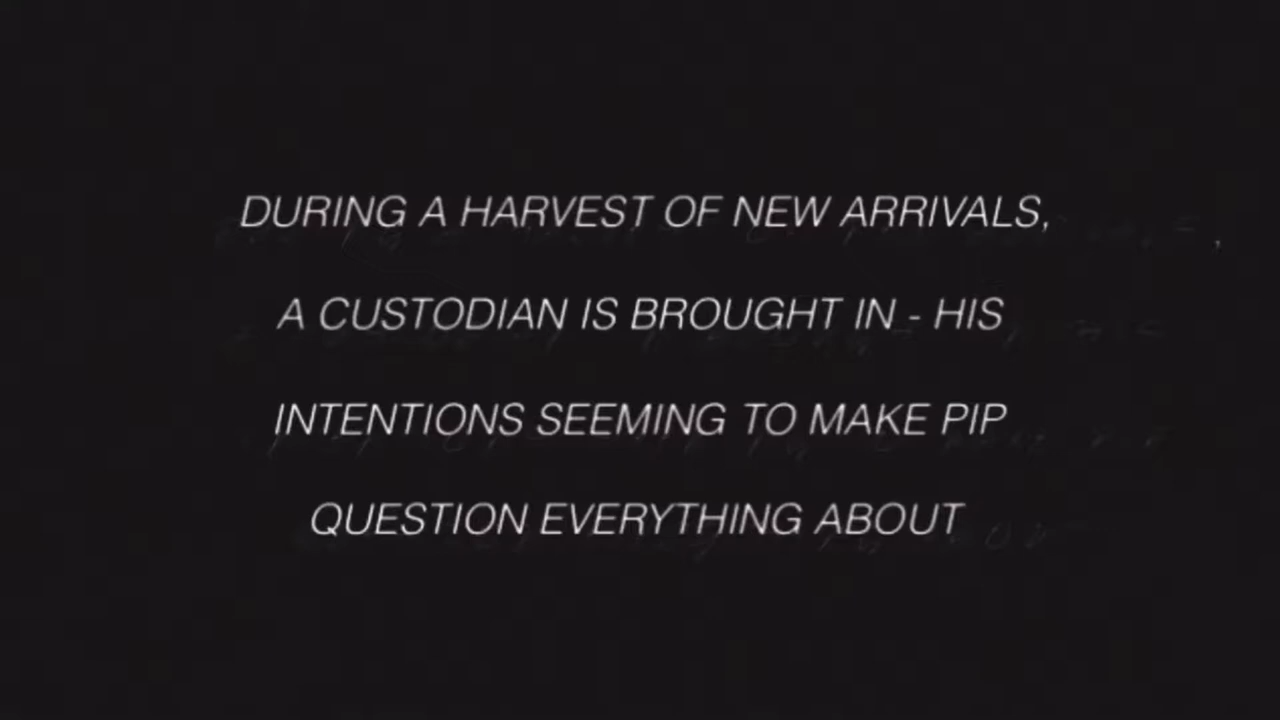 DURING A HARVEST OF NEW ARRIVALS,
A CUSTODIAN IS BROUGHT IN - HIS
INTENTIONS SEEMING TO MAKE PIP
QUESTION EVERYTHING ABOUT